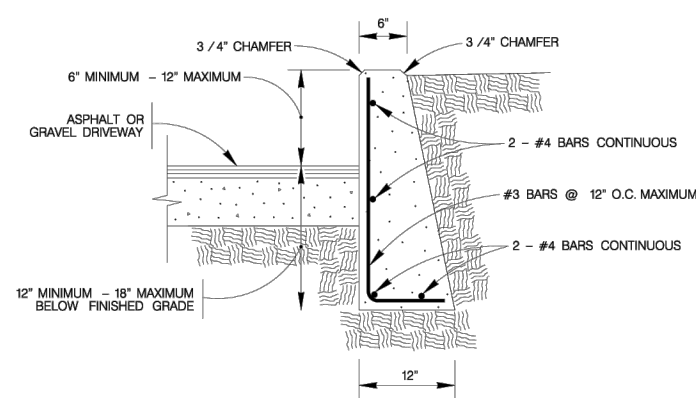 6"
3/4" CHAMFER
3/4" CHAMFER
6" MINIMUM - 12" MAXIMUM
ASPHALT OR
GRAVEL DRIVEWAY
2 - #4 BARS CONTINUOUS
#3 BARS @ 12" O.C. MAXIMUM
2 - #4 BARS CONTINUOUS
12" MINIMUM - 18" MAXIMUM
BELOW FINISHED GRADE
12"